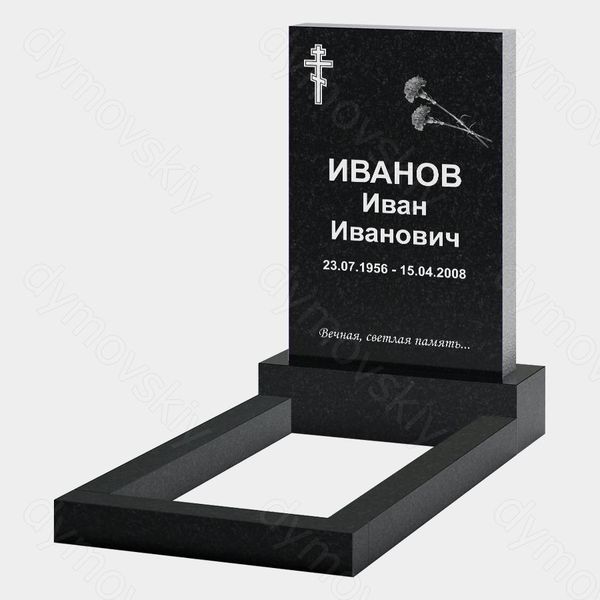 ИВАНОВ
Иван
Иванович
23.07.1956 - 15.04.2008
Вечная, светлая память...
dymovskiy